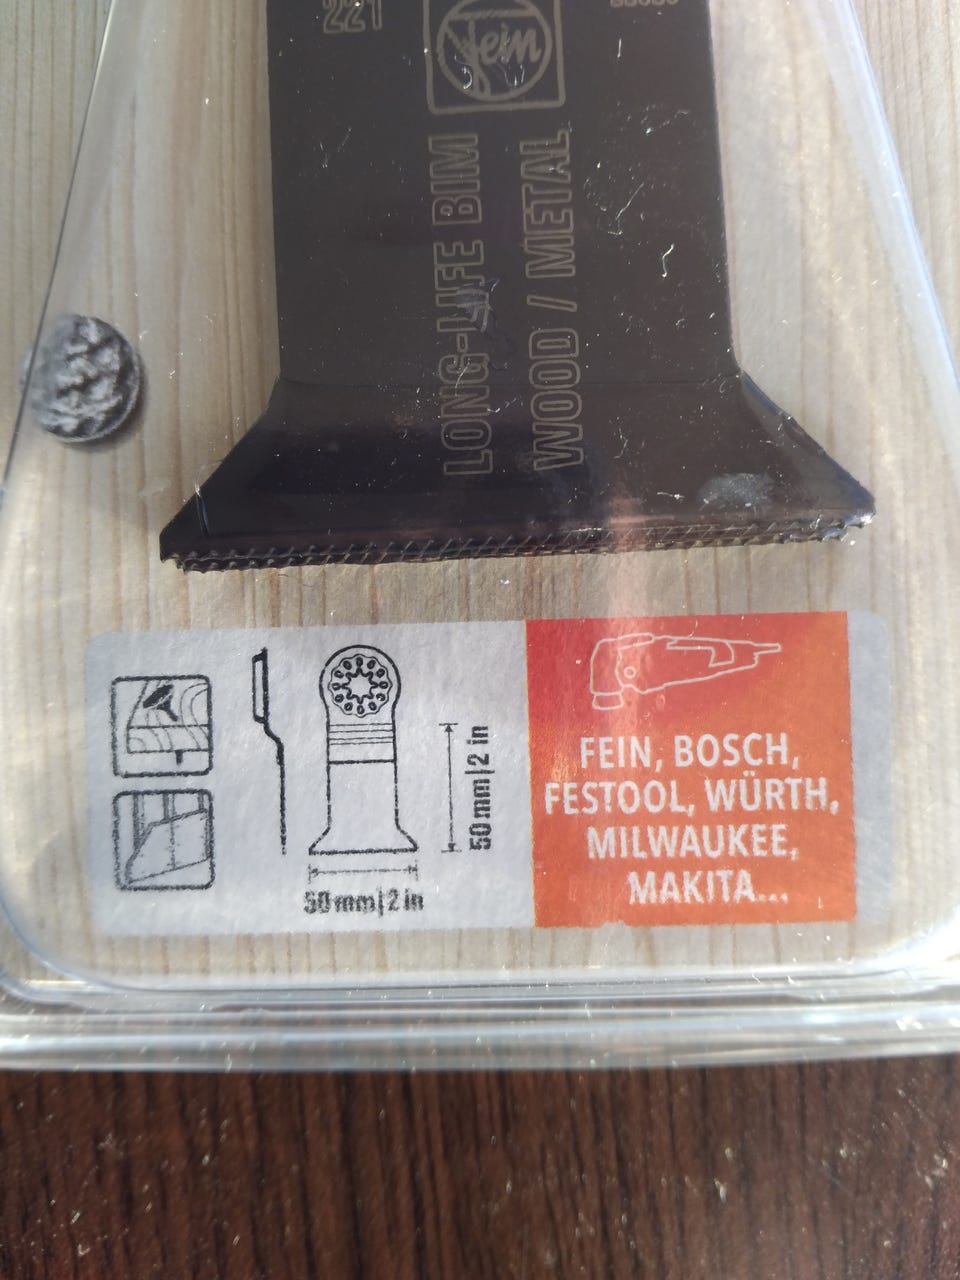 221
Fein
LONG-LIFE BIM
WOOD / METAL
50 mm|2 in
50 mm|2 in
FEIN, BOSCH,
FESTOOL, WÜRTH,
MILWAUKEE,
MAKITA...